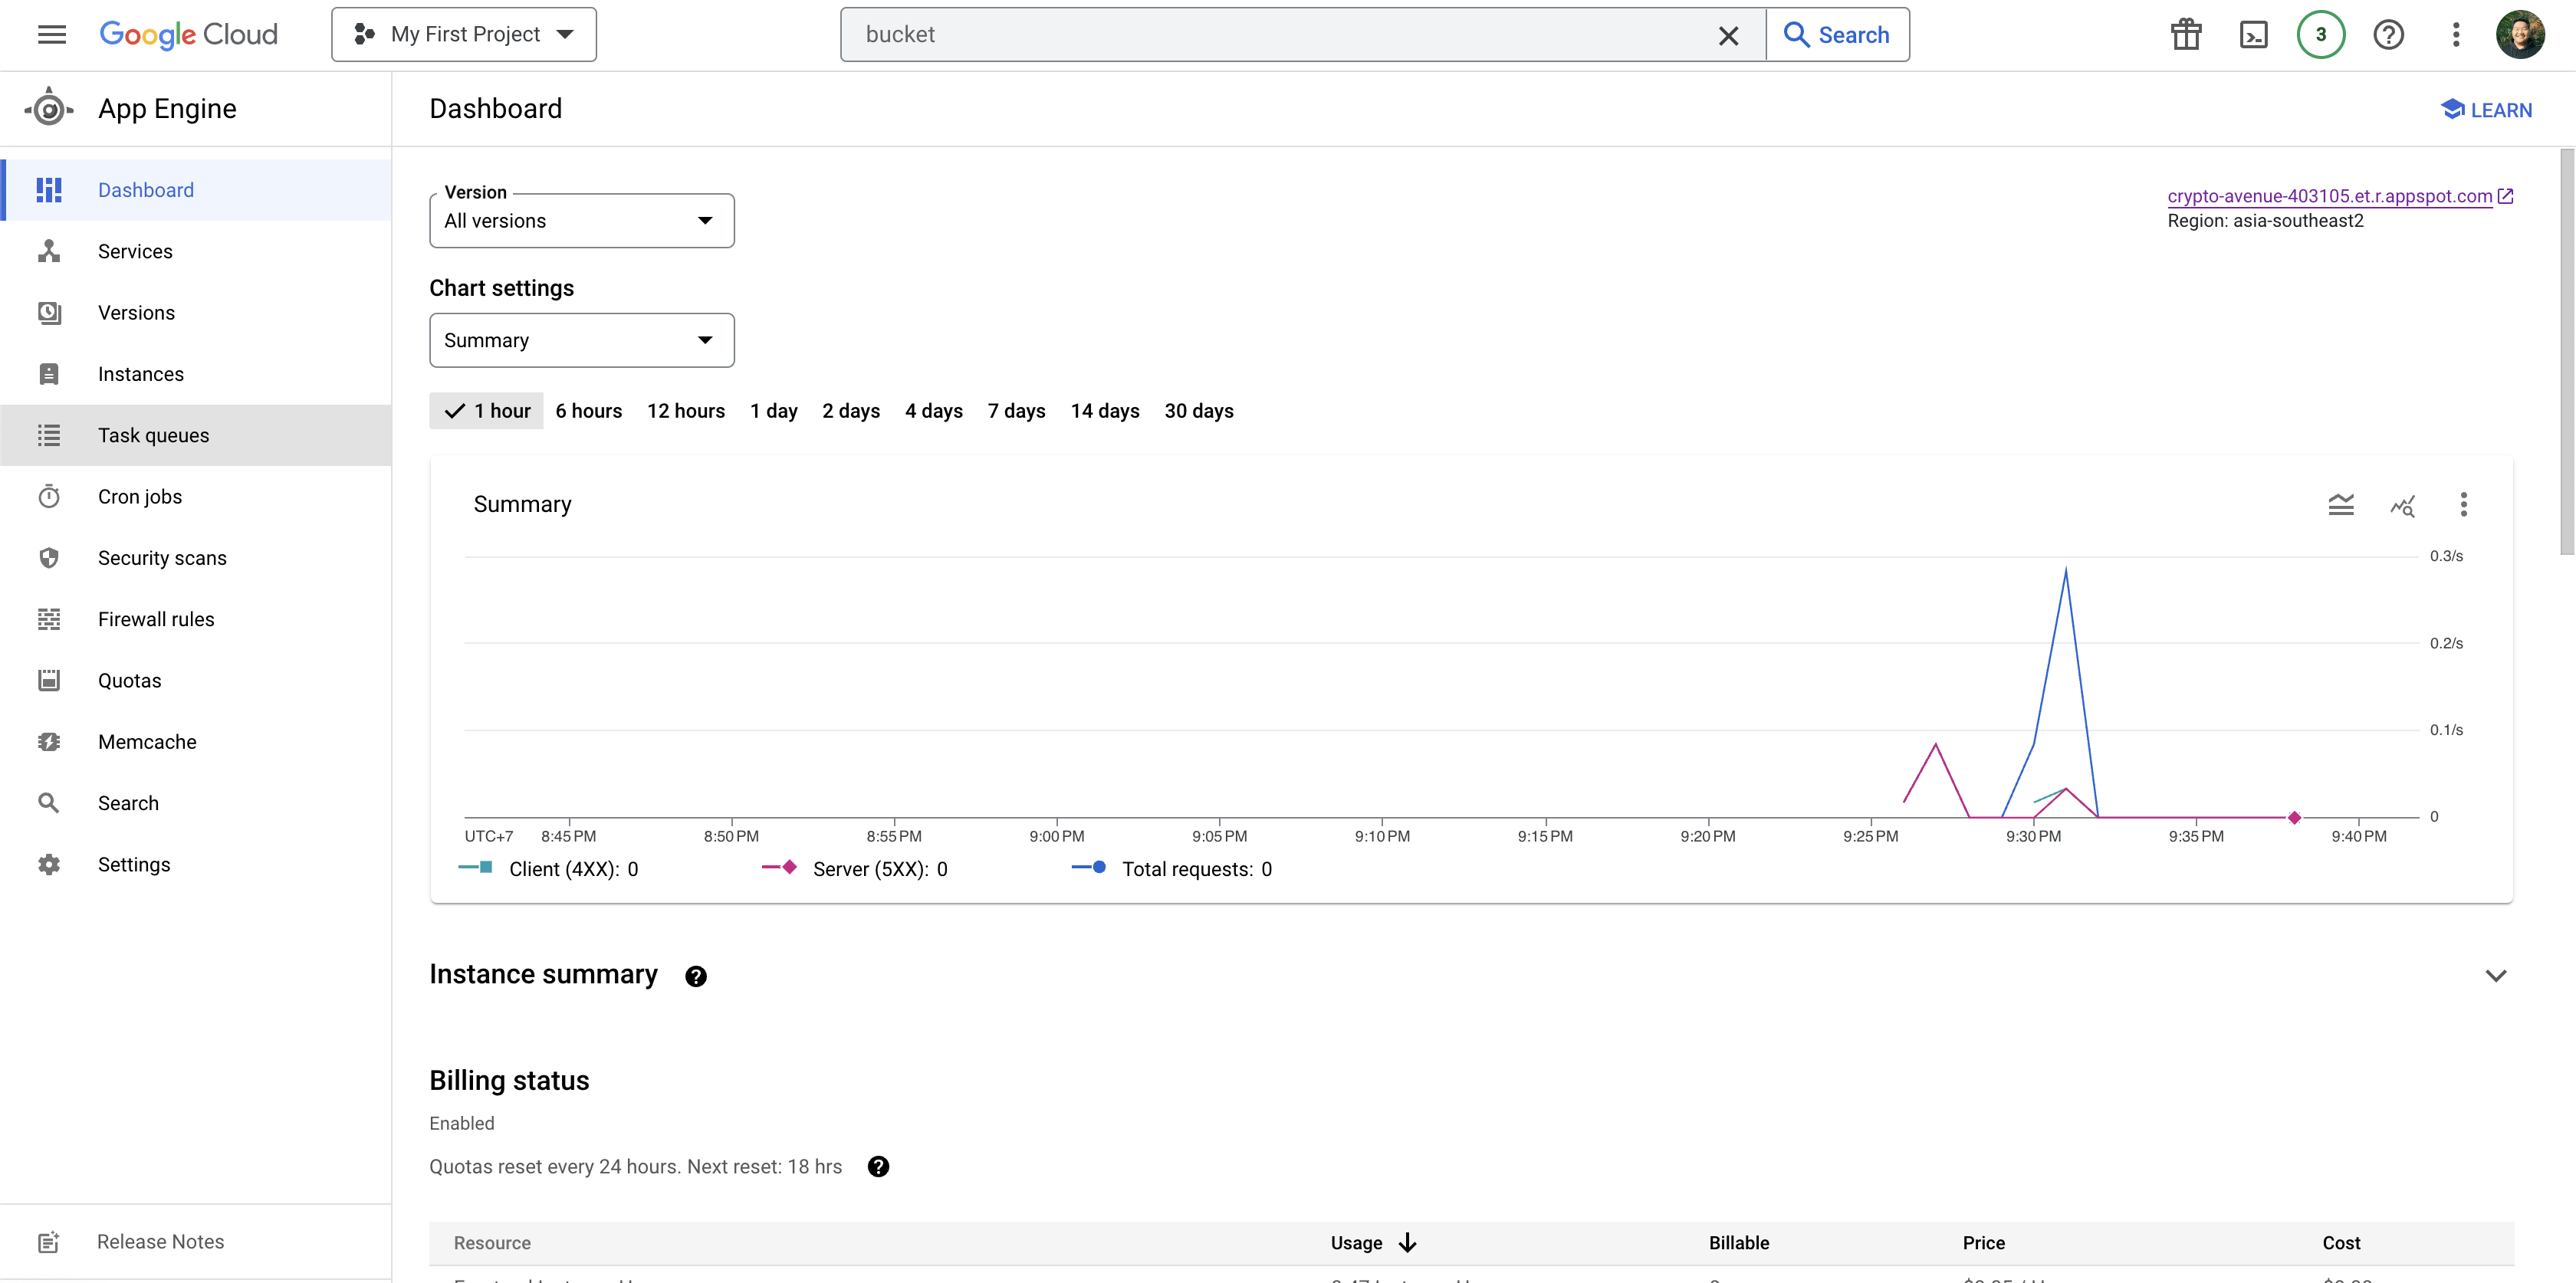 Google Cloud
My First Project
bucket
Search
3
App Engine
Dashboard
LEARN
Dashboard
Services
Versions
Instances
Task queues
Cron jobs
Security scans
Firewall rules
Quotas
Memcache
Search
Settings
Release Notes
Version
All versions
crypto-avenue-403105.et.r.appspot.com
Region: asia-southeast2
Chart settings
Summary
1 hour 6 hours 12 hours 1 day 2 days 4 days 7 days 14 days 30 days
Summary
0.3/s
0.2/s
0.1/s
0
UTC+7 8:45 PM 8:50 PM 8:55 PM 9:00 PM 9:05 PM 9:10 PM 9:15 PM 9:20 PM 9:25 PM 9:30 PM 9:35 PM 9:40 PM
Client (4XX): 0 Server (5XX): 0 Total requests: 0
Instance summary
Billing status
Enabled
Quotas reset every 24 hours. Next reset: 18 hrs
Resource Usage Billable Price Cost